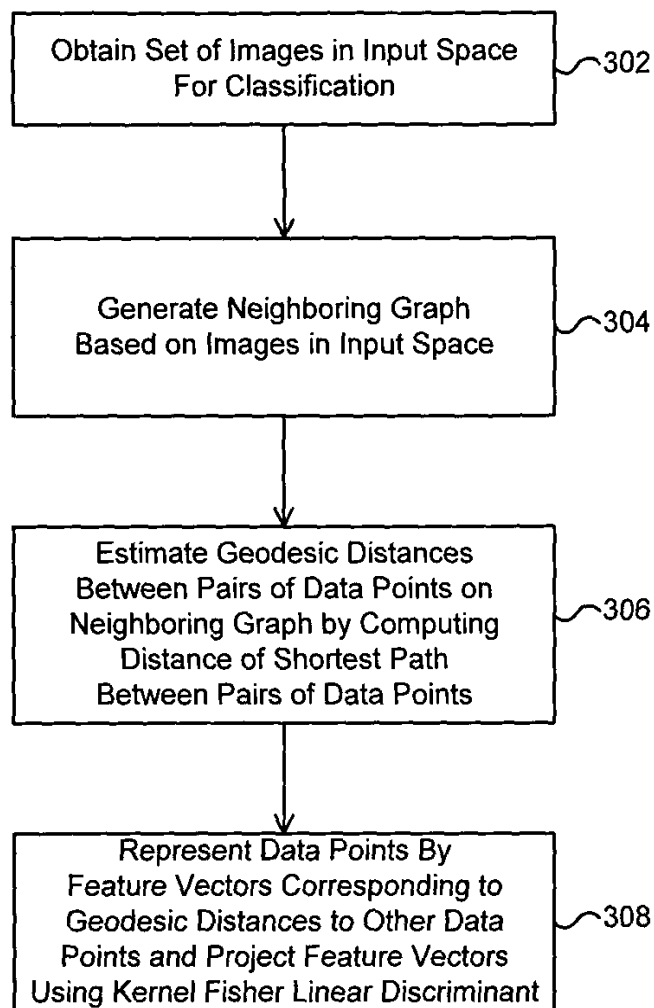 Obtain Set of Images in Input Space
For Classification
302
Generate Neighboring Graph
Based on Images in Input Space
304
Estimate Geodesic Distances
Between Pairs of Data Points on
Neighboring Graph by Computing
Distance of Shortest Path
Between Pairs of Data Points
306
Represent Data Points By
Feature Vectors Corresponding to
Geodesic Distances to Other Data
Points and Project Feature Vectors
Using Kernel Fisher Linear Discriminant
308